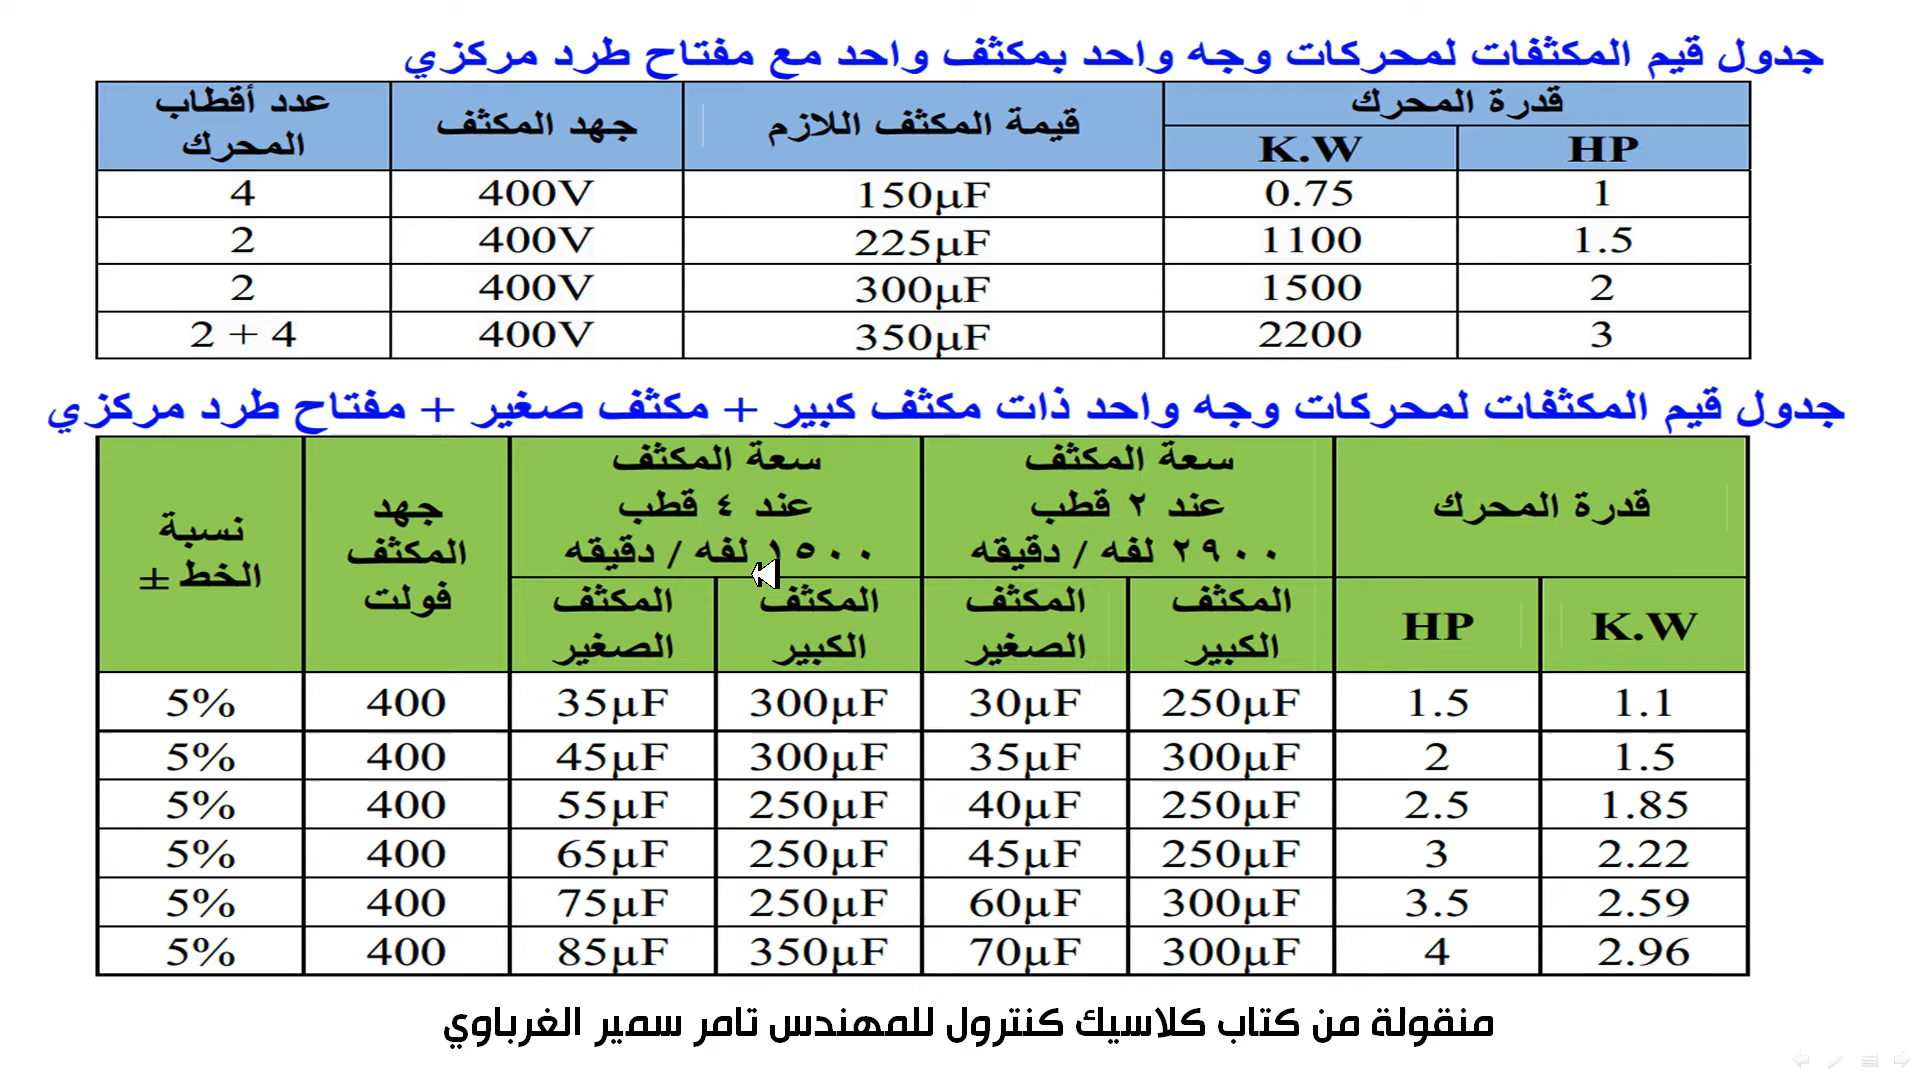 جدول قيم المكثفات لمحركات وجه واحد بمكثف واحد مع مفتاح طرد مركزي
قدرة المحرك | قيمة المكثف اللازم | جهد المكثف | عدد أقطاب المحرك
HP | K.W
1 | 0.75 | 150µF | 400V | 4
1.5 | 1100 | 225µF | 400V | 2
2 | 1500 | 300µF | 400V | 2
3 | 2200 | 350µF | 400V | 2 + 4
جدول قيم المكثفات لمحركات وجه واحد ذات مكثف كبير + مكثف صغير + مفتاح طرد مركزي
قدرة المحرك | سعة المكثف عند ٢ قطب ٢٩٠٠ لفه / دقيقه | سعة المكثف عند ٤ قطب ١٥٠٠ لفه / دقيقه | جهد المكثف فولت | نسبة الخط ±
K.W | HP | المكثف الكبير | المكثف الصغير | المكثف الكبير | المكثف الصغير
1.1 | 1.5 | 250µF | 30µF | 300µF | 35µF | 400 | 5%
1.5 | 2 | 300µF | 35µF | 300µF | 45µF | 400 | 5%
1.85 | 2.5 | 250µF | 40µF | 250µF | 55µF | 400 | 5%
2.22 | 3 | 250µF | 45µF | 250µF | 65µF | 400 | 5%
2.59 | 3.5 | 300µF | 60µF | 250µF | 75µF | 400 | 5%
2.96 | 4 | 300µF | 70µF | 350µF | 85µF | 400 | 5%
منقولة من كتاب كلاسيك كنترول للمهندس تامر سمير الغرباوي